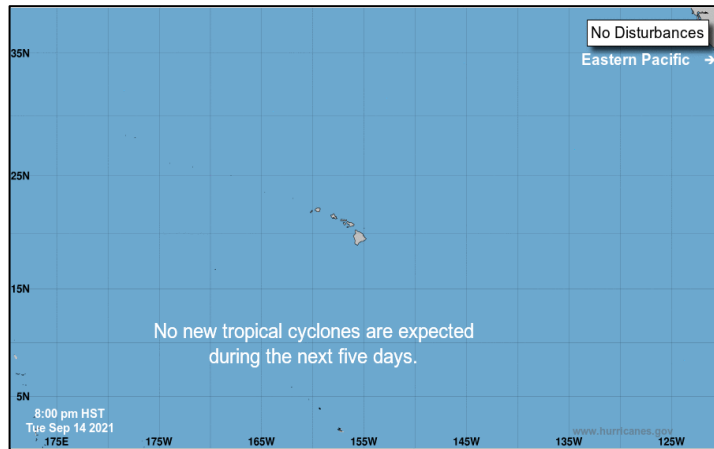 No Disturbances
35N
Eastern Pacific →
25N
15N
No new tropical cyclones are expected
during the next five days.
5N
8:00 pm HST
Tue Sep 14 2021
www.hurricanes.gov
175E 175W 165W 155W 145W 135W 125W